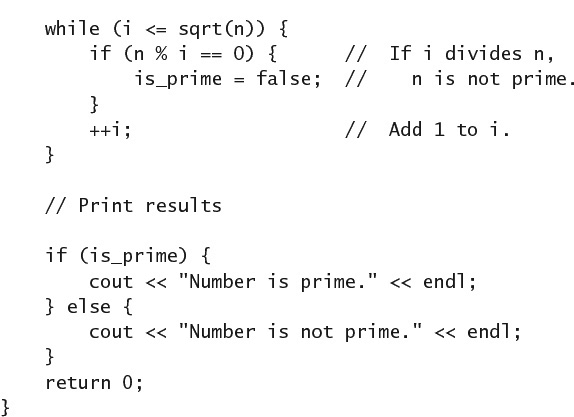 while (i <= sqrt(n)) {
if (n % i == 0) { // If i divides n,
is_prime = false; // n is not prime.
}
++i; // Add 1 to i.
}
// Print results
if (is_prime) {
cout << "Number is prime." << endl;
} else {
cout << "Number is not prime." << endl;
}
return 0;
}